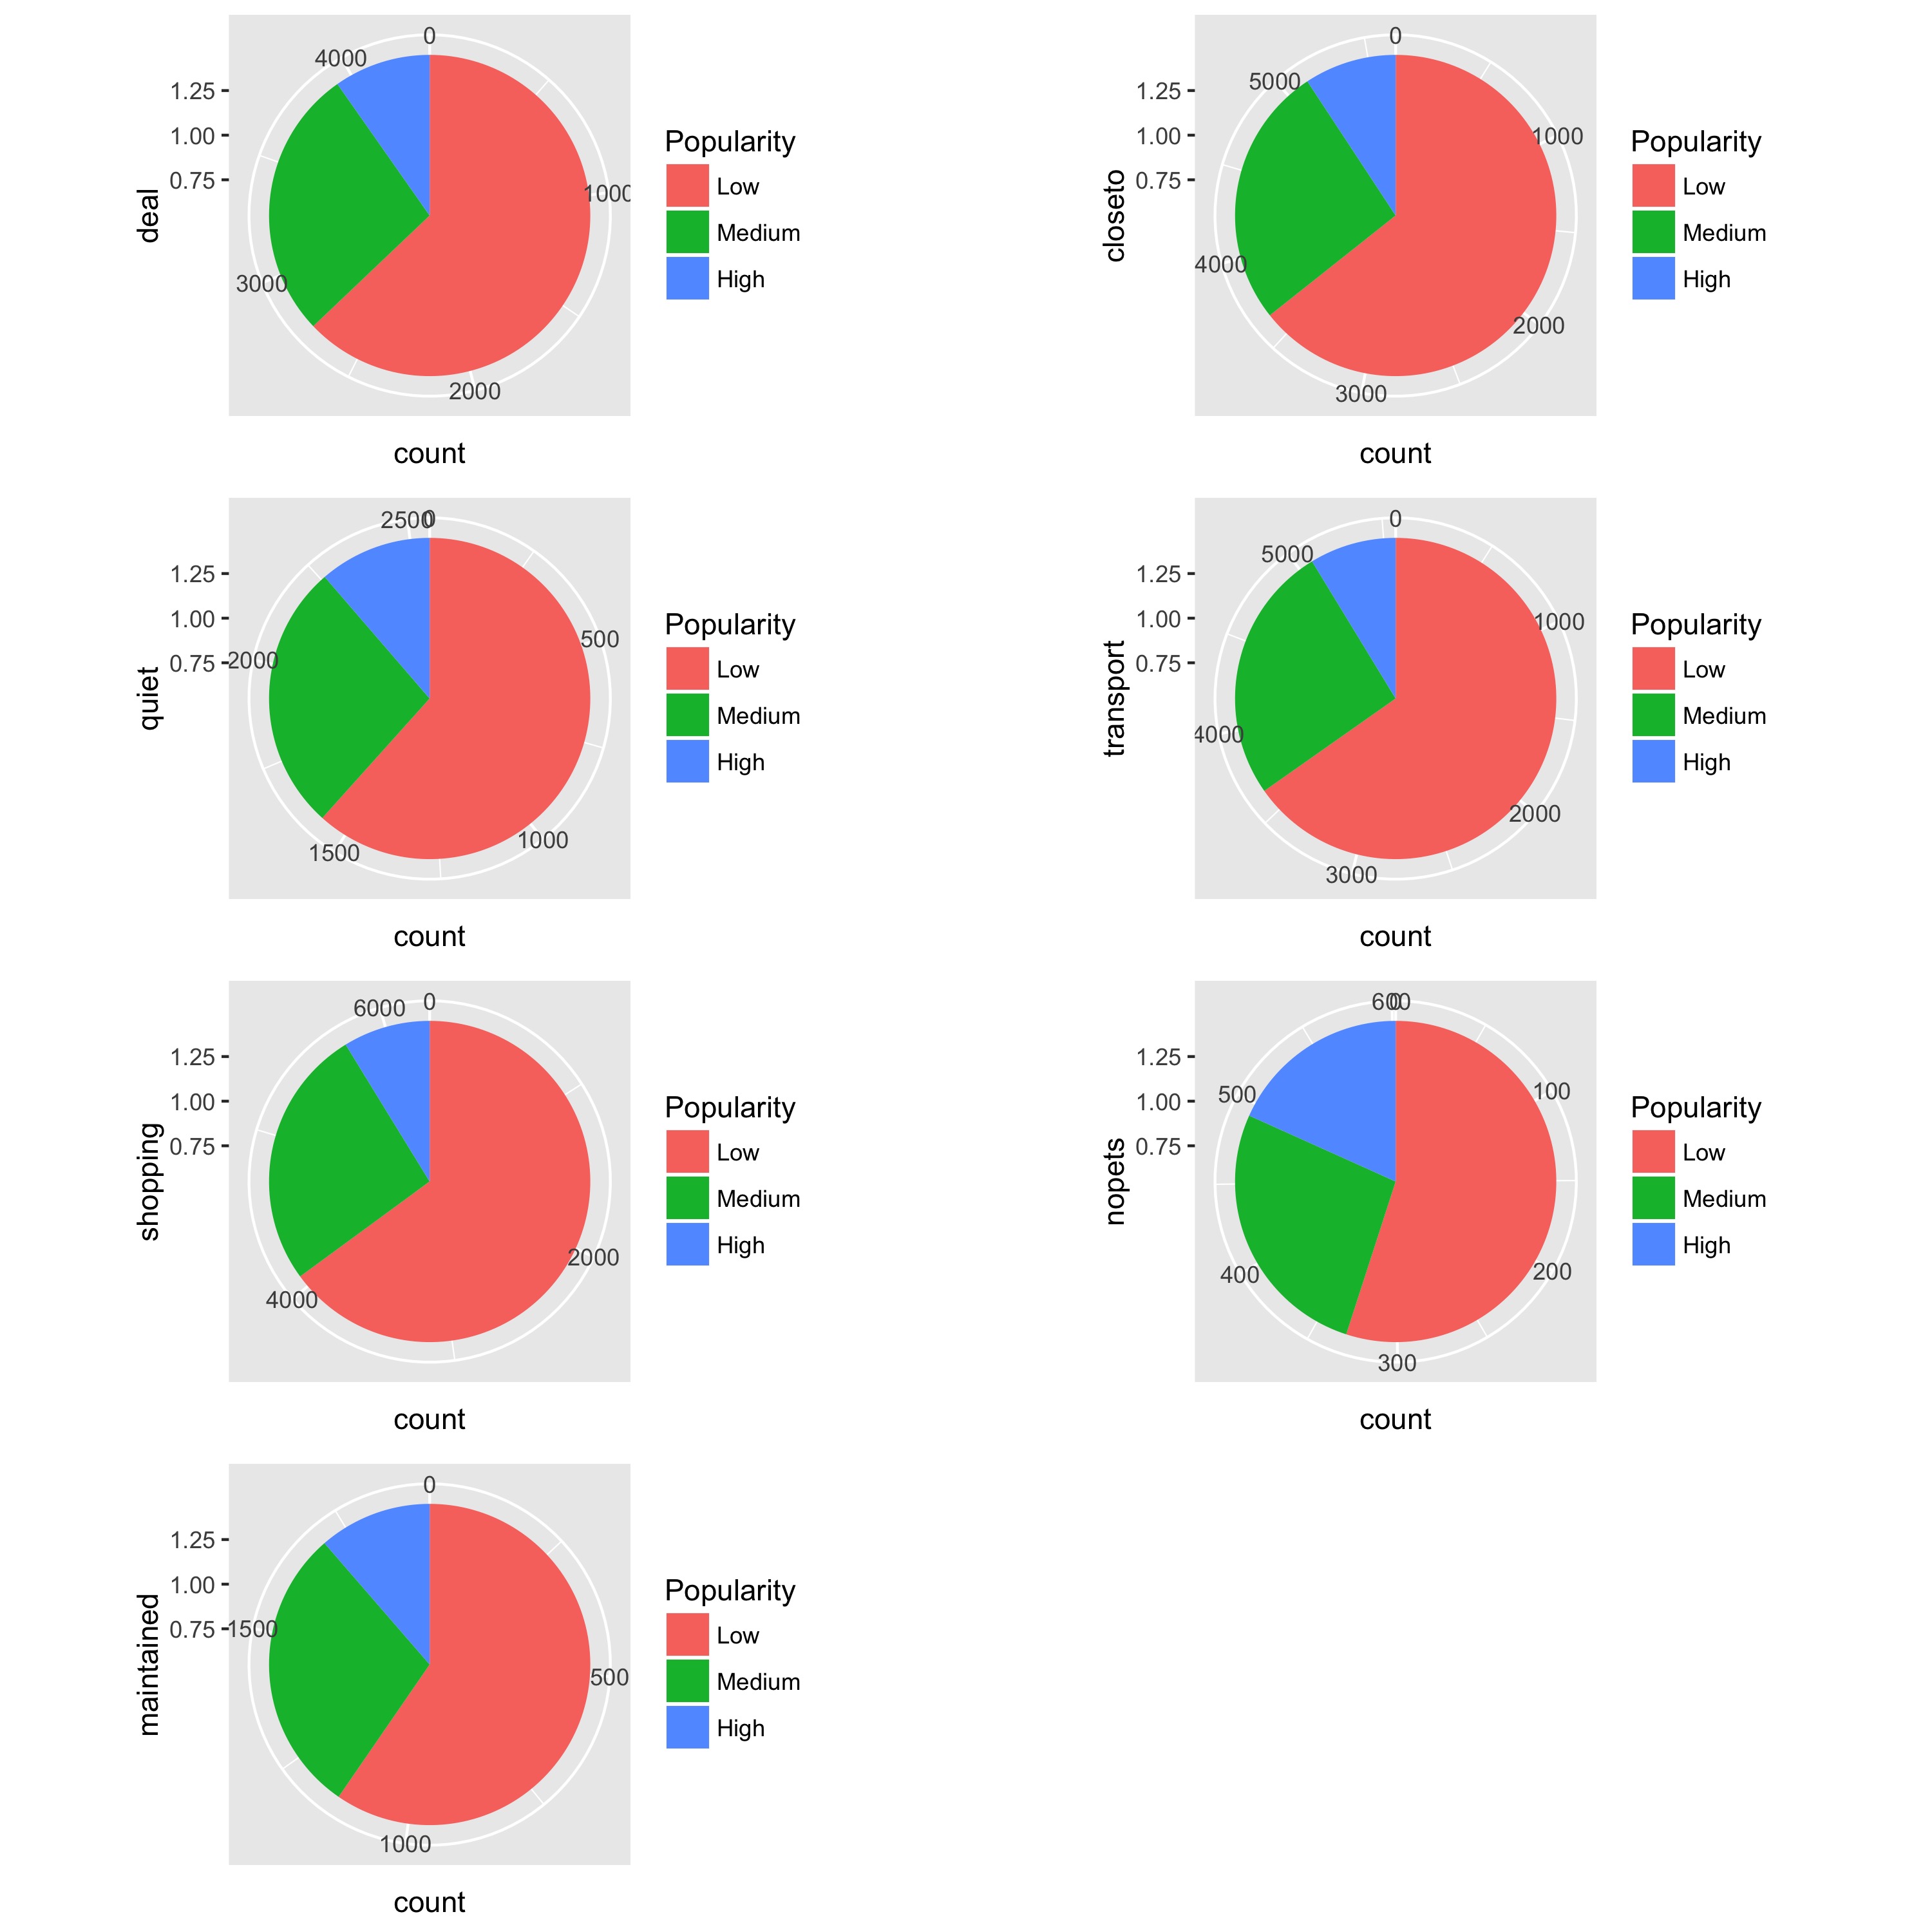 deal
1.25
1.00
0.75
0
1000
2000
3000
4000
count
Popularity
Low
Medium
High
closeto
1.25
1.00
0.75
0
1000
2000
3000
4000
5000
count
Popularity
Low
Medium
High
quiet
1.25
1.00
0.75
0
500
1000
1500
2000
2500
count
Popularity
Low
Medium
High
transport
1.25
1.00
0.75
0
1000
2000
3000
4000
5000
count
Popularity
Low
Medium
High
shopping
1.25
1.00
0.75
0
2000
4000
6000
count
Popularity
Low
Medium
High
nopets
1.25
1.00
0.75
0
100
200
300
400
500
600
count
Popularity
Low
Medium
High
maintained
1.25
1.00
0.75
0
500
1000
1500
count
Popularity
Low
Medium
High